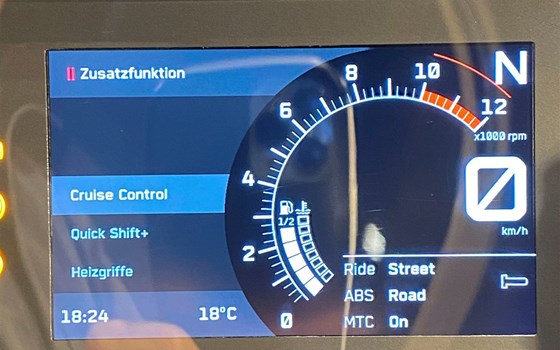 Zusatzfunktion
Cruise Control
Quick Shift+
Heizgriffe
18:24
18°C
0
2
4
6
8
10
12
x1000 rpm
N
1/2
0
km/h
Ride Street
ABS Road
MTC On